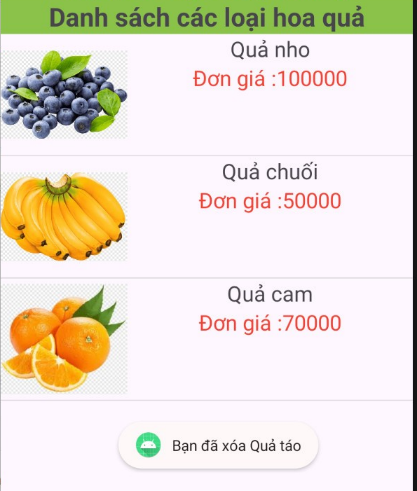 Danh sách các loại hoa quả
Quả nho
Đơn giá :100000
Quả chuối
Đơn giá :50000
Quả cam
Đơn giá :70000
Bạn đã xóa Quả táo